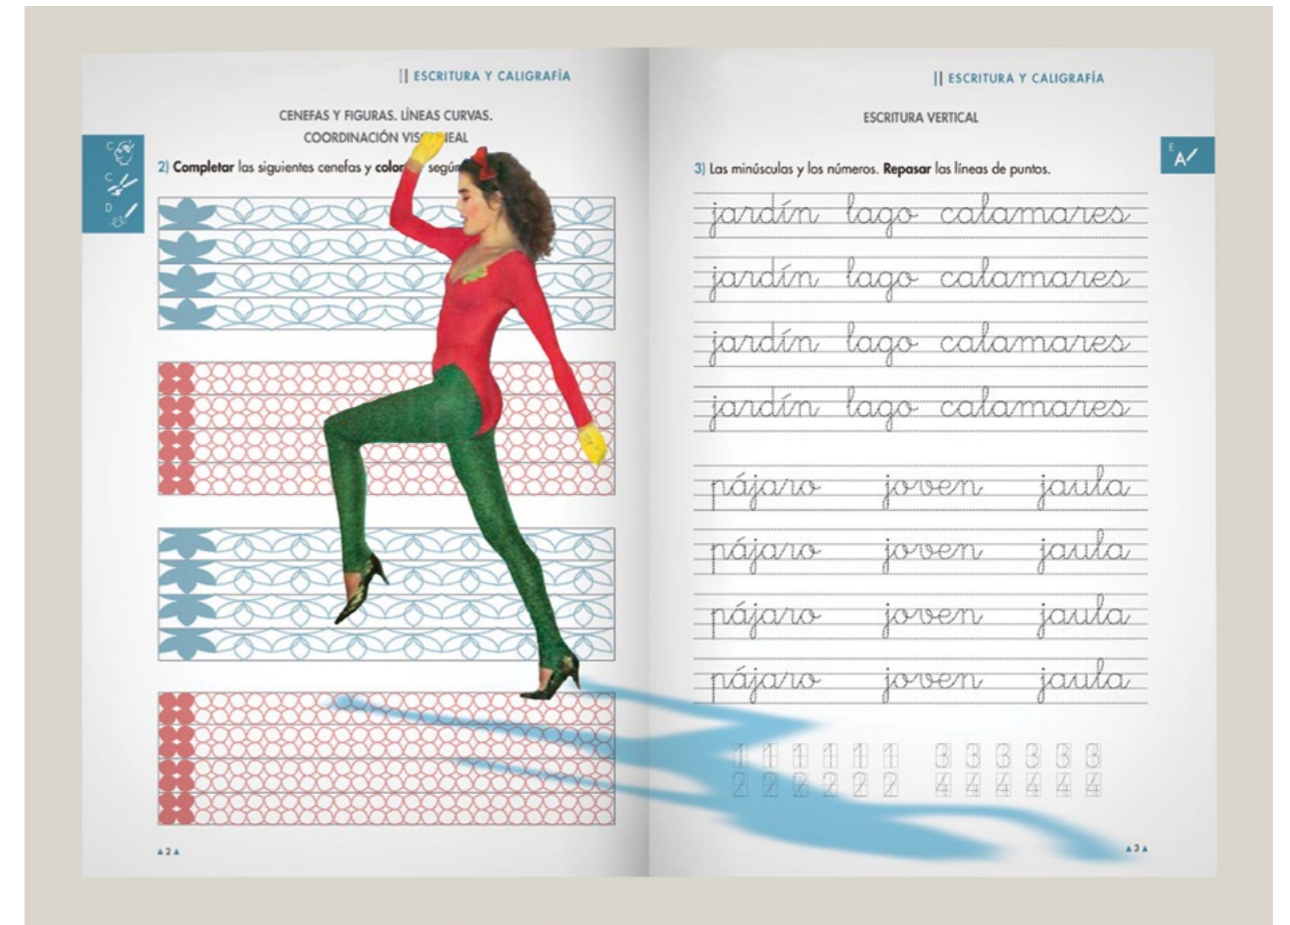 ESCRITURA Y CALIGRAFÍA
CENEFAS Y FIGURAS. LÍNEAS CURVAS.
COORDINACIÓN
2) Completar las siguientes cenefas y según
C
C
D
▲ 2 ▲
ESCRITURA Y CALIGRAFÍA
ESCRITURA VERTICAL
E
A
3) Las minúsculas y los números. Repasar las líneas de puntos.
jardín lago calamares
jardín lago calamares
jardín lago calamares
jardín lago calamares
pájaro joven jaula
pájaro joven jaula
pájaro joven jaula
pájaro joven jaula
1 1 1 1 1 1 3 3 3 3 3 3
2 2 2 2 2 2 4 4 4 4 4 4
▲ 3 ▲